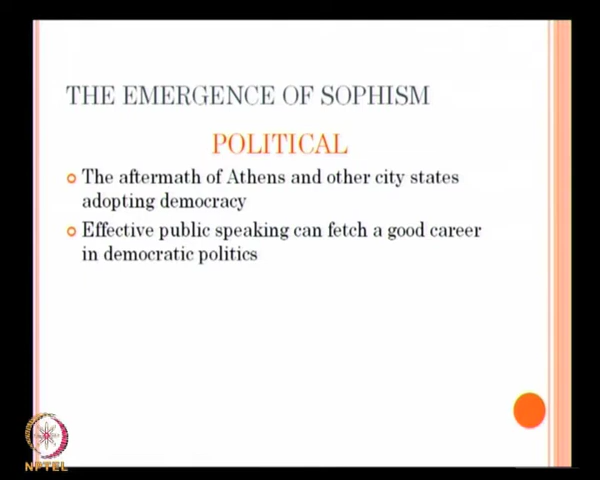 THE EMERGENCE OF SOPHISM
POLITICAL
The aftermath of Athens and other city states
adopting democracy
Effective public speaking can fetch a good career
in democratic politics
NPTEL